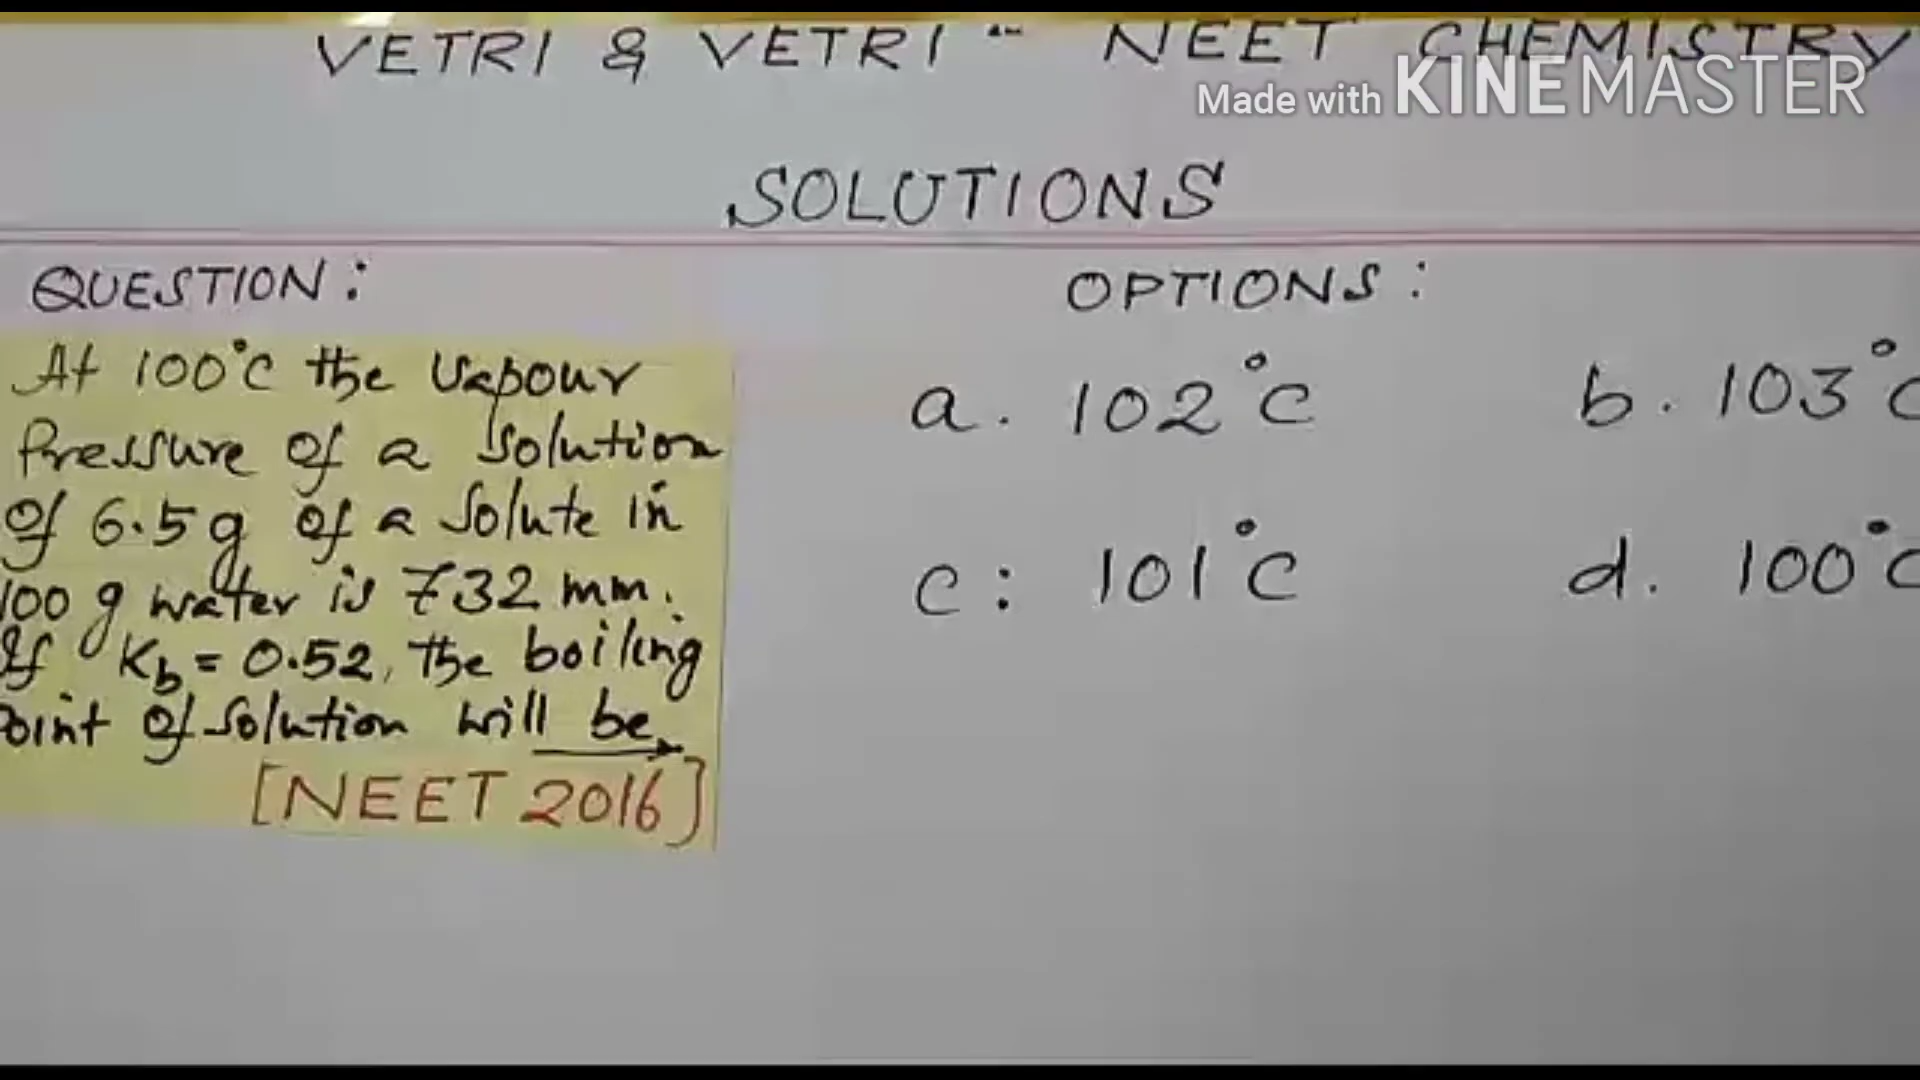 VETRI & VETRI - NEET CHEMISTRY
Made with KINEMASTER
SOLUTIONS
QUESTION:
At 100°C the Vapour
Pressure of a Solution
of 6.5g of a Solute in
100 g water is 732 mm.
If Kb = 0.52, the boiling
Point of Solution will be
[NEET 2016]
OPTIONS:
a. 102°C
b. 103°C
c: 101°C
d. 100°C